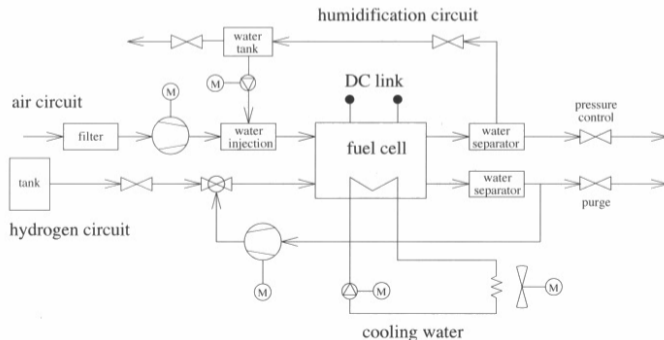 humidification circuit
water
tank
M
DC link
air circuit
M
pressure
control
filter
water
injection
fuel cell
water
separator
tank
water
separator
purge
hydrogen circuit
M
M
M
cooling water